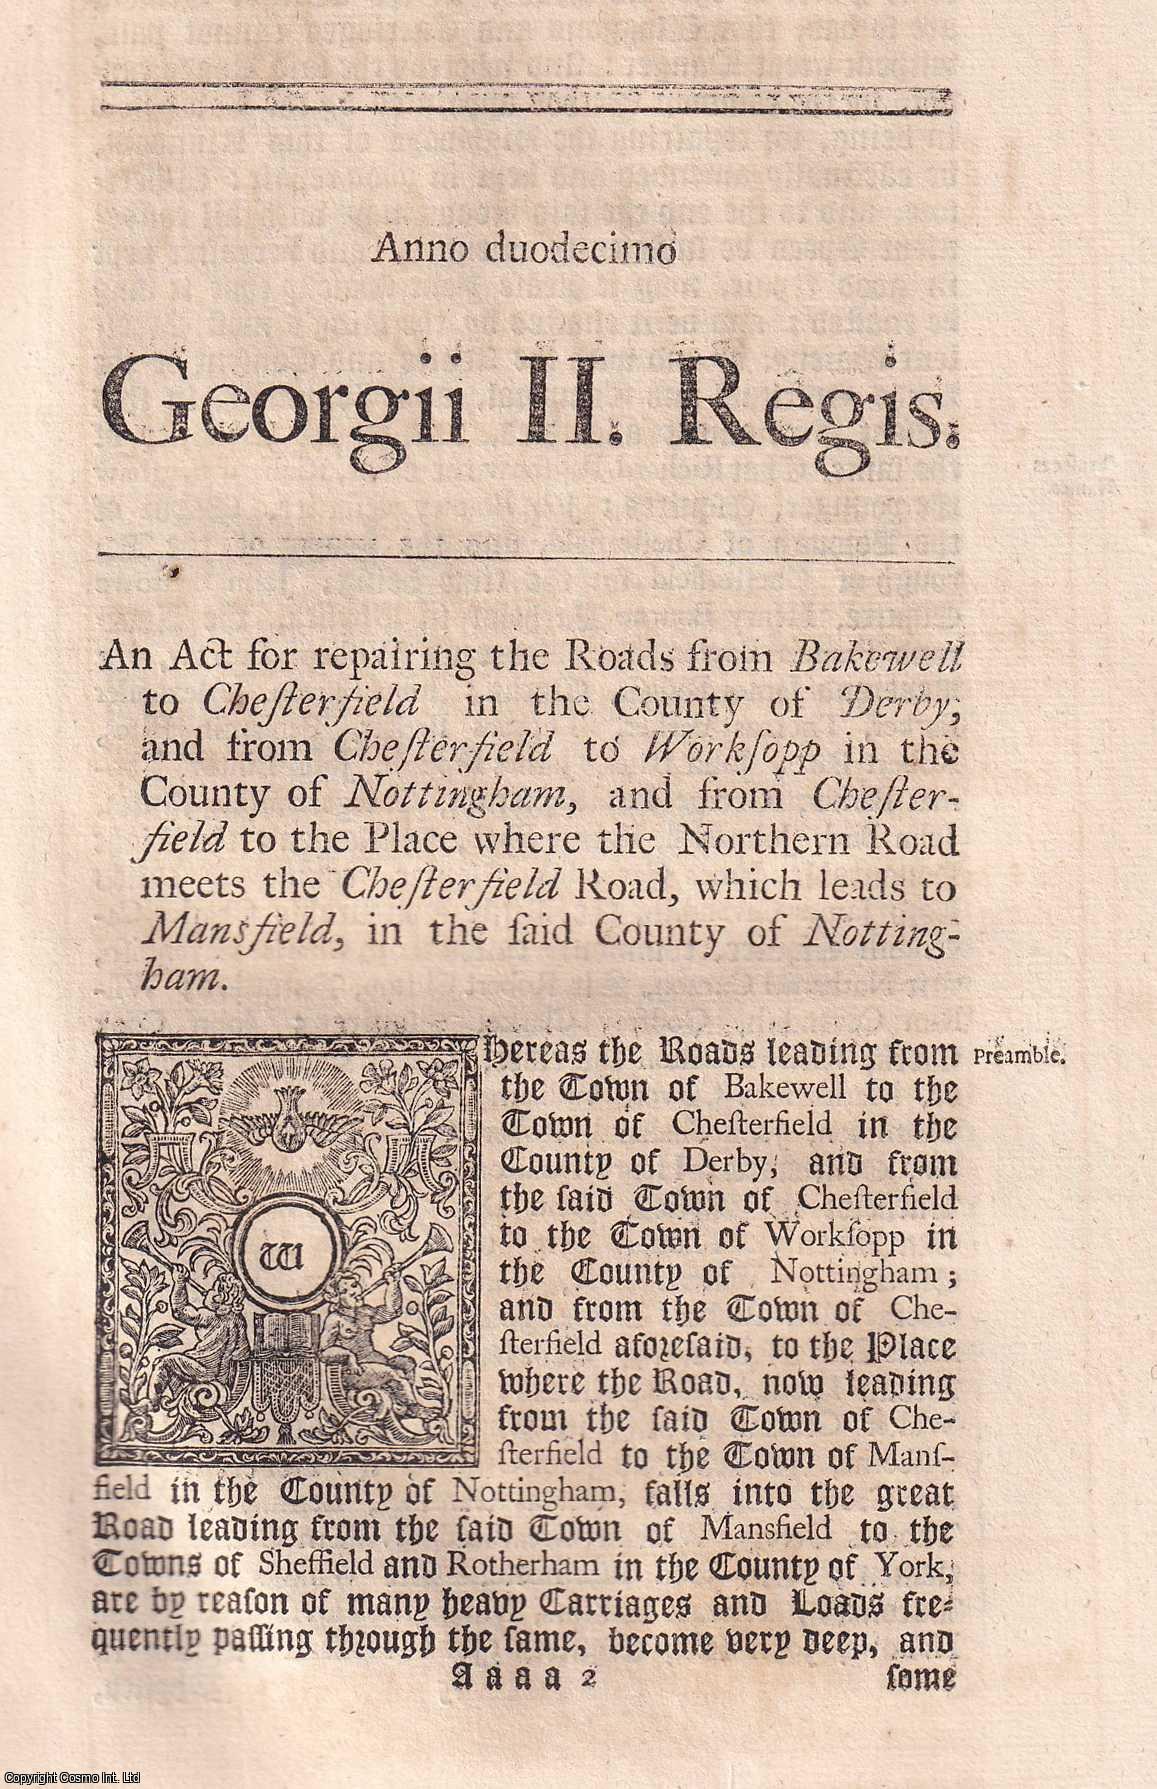 Anno duodecimo
Georgii II. Regis.
An Act for repairing the Roads from Bakewell
to Cheſterfield in the County of Derby,
and from Cheſterfield to Workſopp in the
County of Nottingham, and from Cheſter-
field to the Place where the Northern Road
meets the Cheſterfield Road, which leads to
Mansfield, in the ſaid County of Notting-
ham.
Whereas the Roads leading from
Preamble.
the Town of Bakewell to the
Town of Cheſterfield in the
County of Derby, and from
the ſaid Town of Cheſterfield
to the Town of Workſopp in
the County of Nottingham;
and from the Town of Che-
ſterfield aforeſaid, to the Place
where the Road, now leading
from the ſaid Town of Che-
ſterfield to the Town of Manſ-
field in the County of Nottingham, falls into the great
Road leading from the ſaid Town of Mansfield to the
Towns of Sheffield and Rotherham in the County of York,
are by reaſon of many heavy Carriages and Loads fre-
quently paſſing through the ſame, become very deep, and
Aaaa 2
ſome
Copyright Cosmo Int. Ltd